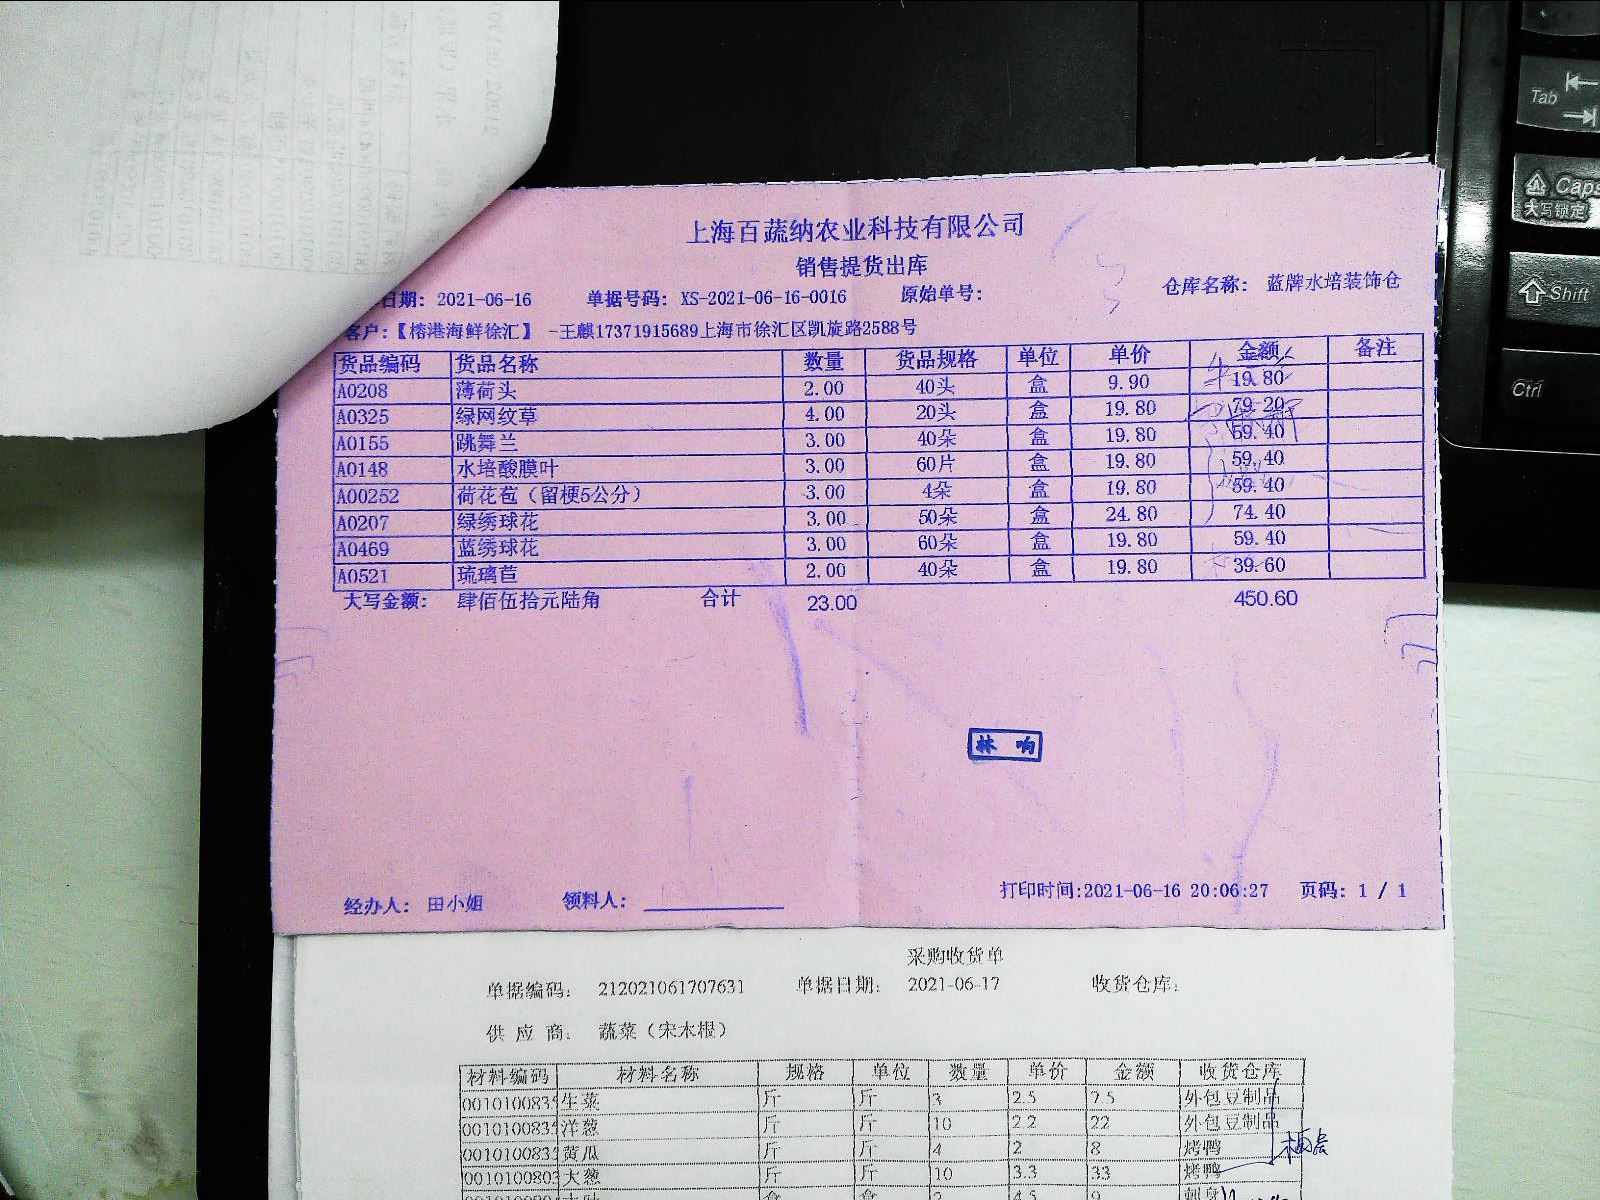 上海百蔬纳农业科技有限公司
销售提货出库
日期: 2021-06-16 单据号码: XS-2021-06-16-0016 原始单号: 仓库名称: 蓝牌水培装饰仓
客户:【榕港海鲜徐汇】 -王麒17371915689上海市徐汇区凯旋路2588号
货品编码 货品名称 数量 货品规格 单位 单价 金额 备注
A0208 薄荷头 2.00 40头 盒 9.90 19.80
A0325 绿网纹草 4.00 20头 盒 19.80 79.20
A0155 跳舞兰 3.00 40朵 盒 19.80 59.40
A0148 水培酸膜叶 3.00 60片 盒 19.80 59.40
A00252 荷花苞（留梗5公分） 3.00 4朵 盒 19.80 59.40
A0207 绿绣球花 3.00 50朵 盒 24.80 74.40
A0469 蓝绣球花 3.00 60朵 盒 19.80 59.40
A0521 琉璃苣 2.00 40朵 盒 19.80 39.60
大写金额: 肆佰伍拾元陆角 合计 23.00 450.60
林 响
经办人: 田小姐 领料人: 打印时间:2021-06-16 20:06:27 页码: 1 / 1
采购收货单
单据编码: 212021061707631 单据日期: 2021-06-17 收货仓库:
供 应 商: 蔬菜（宋木根）
材料编码 材料名称 规格 单位 数量 单价 金额 收货仓库
001010083 生菜 斤 斤 3 2.5 7.5 外包豆制品
001010083 洋葱 斤 斤 10 2.2 22 外包豆制品
001010083 黄瓜 斤 斤 4 2 8 烤鸭
001010080 大葱 斤 斤 10 3.3 33 烤鸭
Tab
Caps
大写锁定
Shift
Ctrl